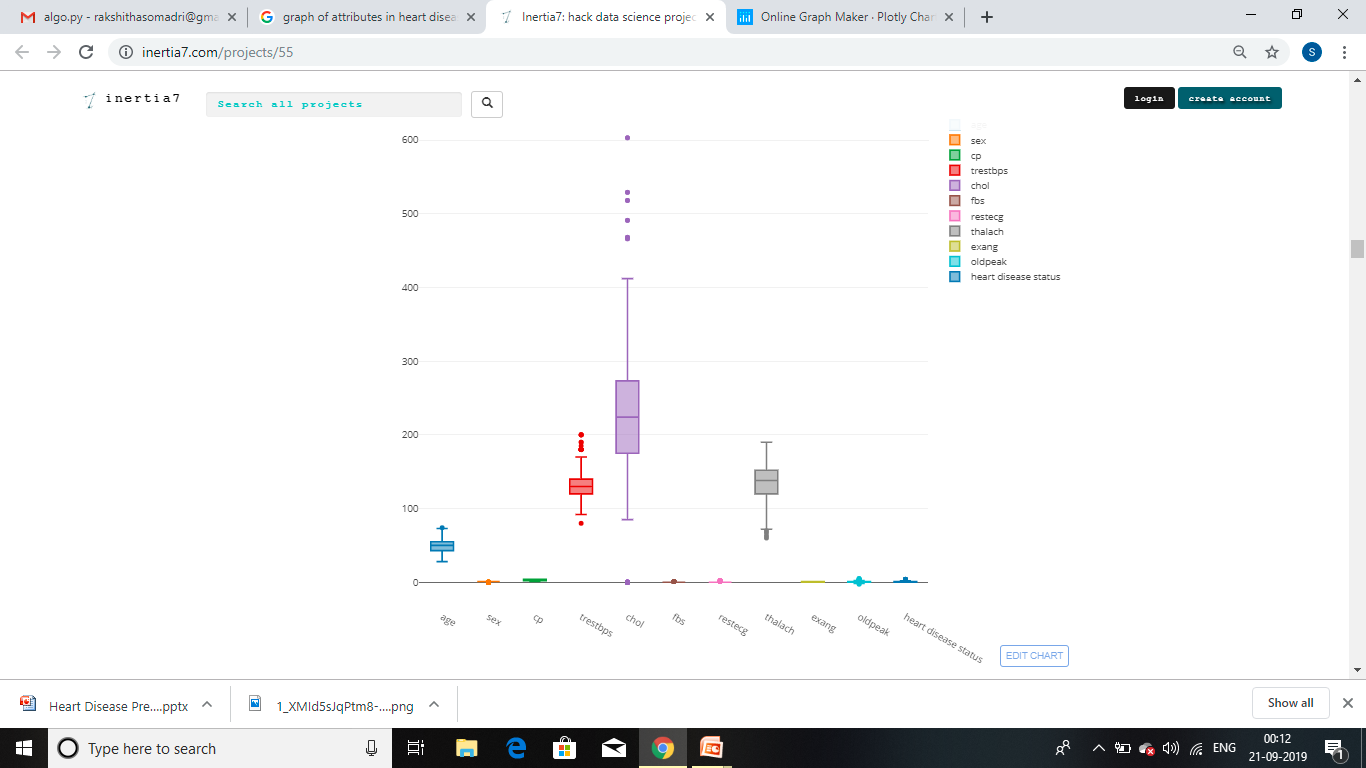 algo.py - rakshithasomadri@gma
graph of attributes in heart disea
Inertia7: hack data science projec
Online Graph Maker · Plotly Char
inertia7.com/projects/55
S
inertia7
Search all projects
login
create account
600
500
400
300
200
100
0
sex
cp
trestbps
chol
fbs
restecg
thalach
exang
oldpeak
heart disease status
age
sex
cp
trestbps
chol
fbs
restecg
thalach
exang
oldpeak
heart disease status
EDIT CHART
Heart Disease Pre....pptx
1_XMId5sJqPtm8-....png
Show all
Type here to search
ENG
00:12
21-09-2019
1